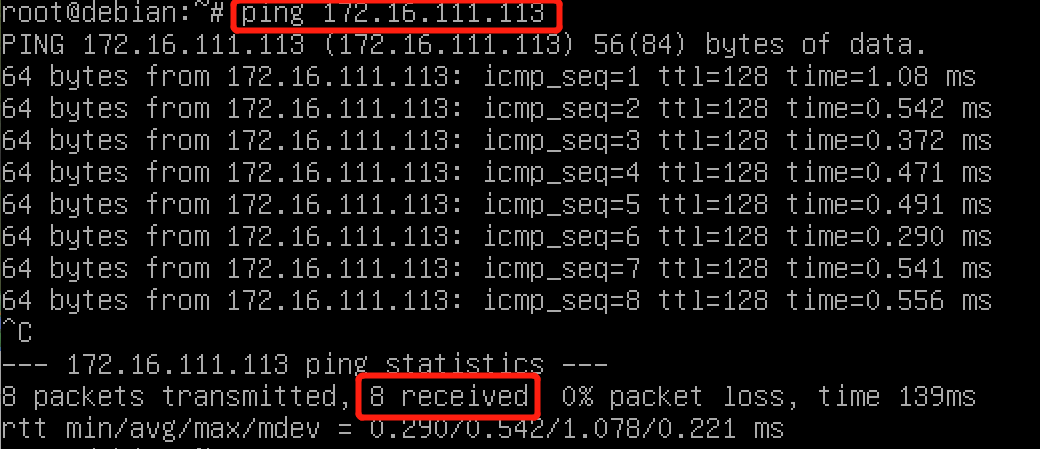 root@debian:~# ping 172.16.111.113
PING 172.16.111.113 (172.16.111.113) 56(84) bytes of data.
64 bytes from 172.16.111.113: icmp_seq=1 ttl=128 time=1.08 ms
64 bytes from 172.16.111.113: icmp_seq=2 ttl=128 time=0.542 ms
64 bytes from 172.16.111.113: icmp_seq=3 ttl=128 time=0.372 ms
64 bytes from 172.16.111.113: icmp_seq=4 ttl=128 time=0.471 ms
64 bytes from 172.16.111.113: icmp_seq=5 ttl=128 time=0.491 ms
64 bytes from 172.16.111.113: icmp_seq=6 ttl=128 time=0.290 ms
64 bytes from 172.16.111.113: icmp_seq=7 ttl=128 time=0.541 ms
64 bytes from 172.16.111.113: icmp_seq=8 ttl=128 time=0.556 ms
^C
--- 172.16.111.113 ping statistics ---
8 packets transmitted, 8 received 0% packet loss, time 139ms
rtt min/avg/max/mdev = 0.290/0.542/1.078/0.221 ms